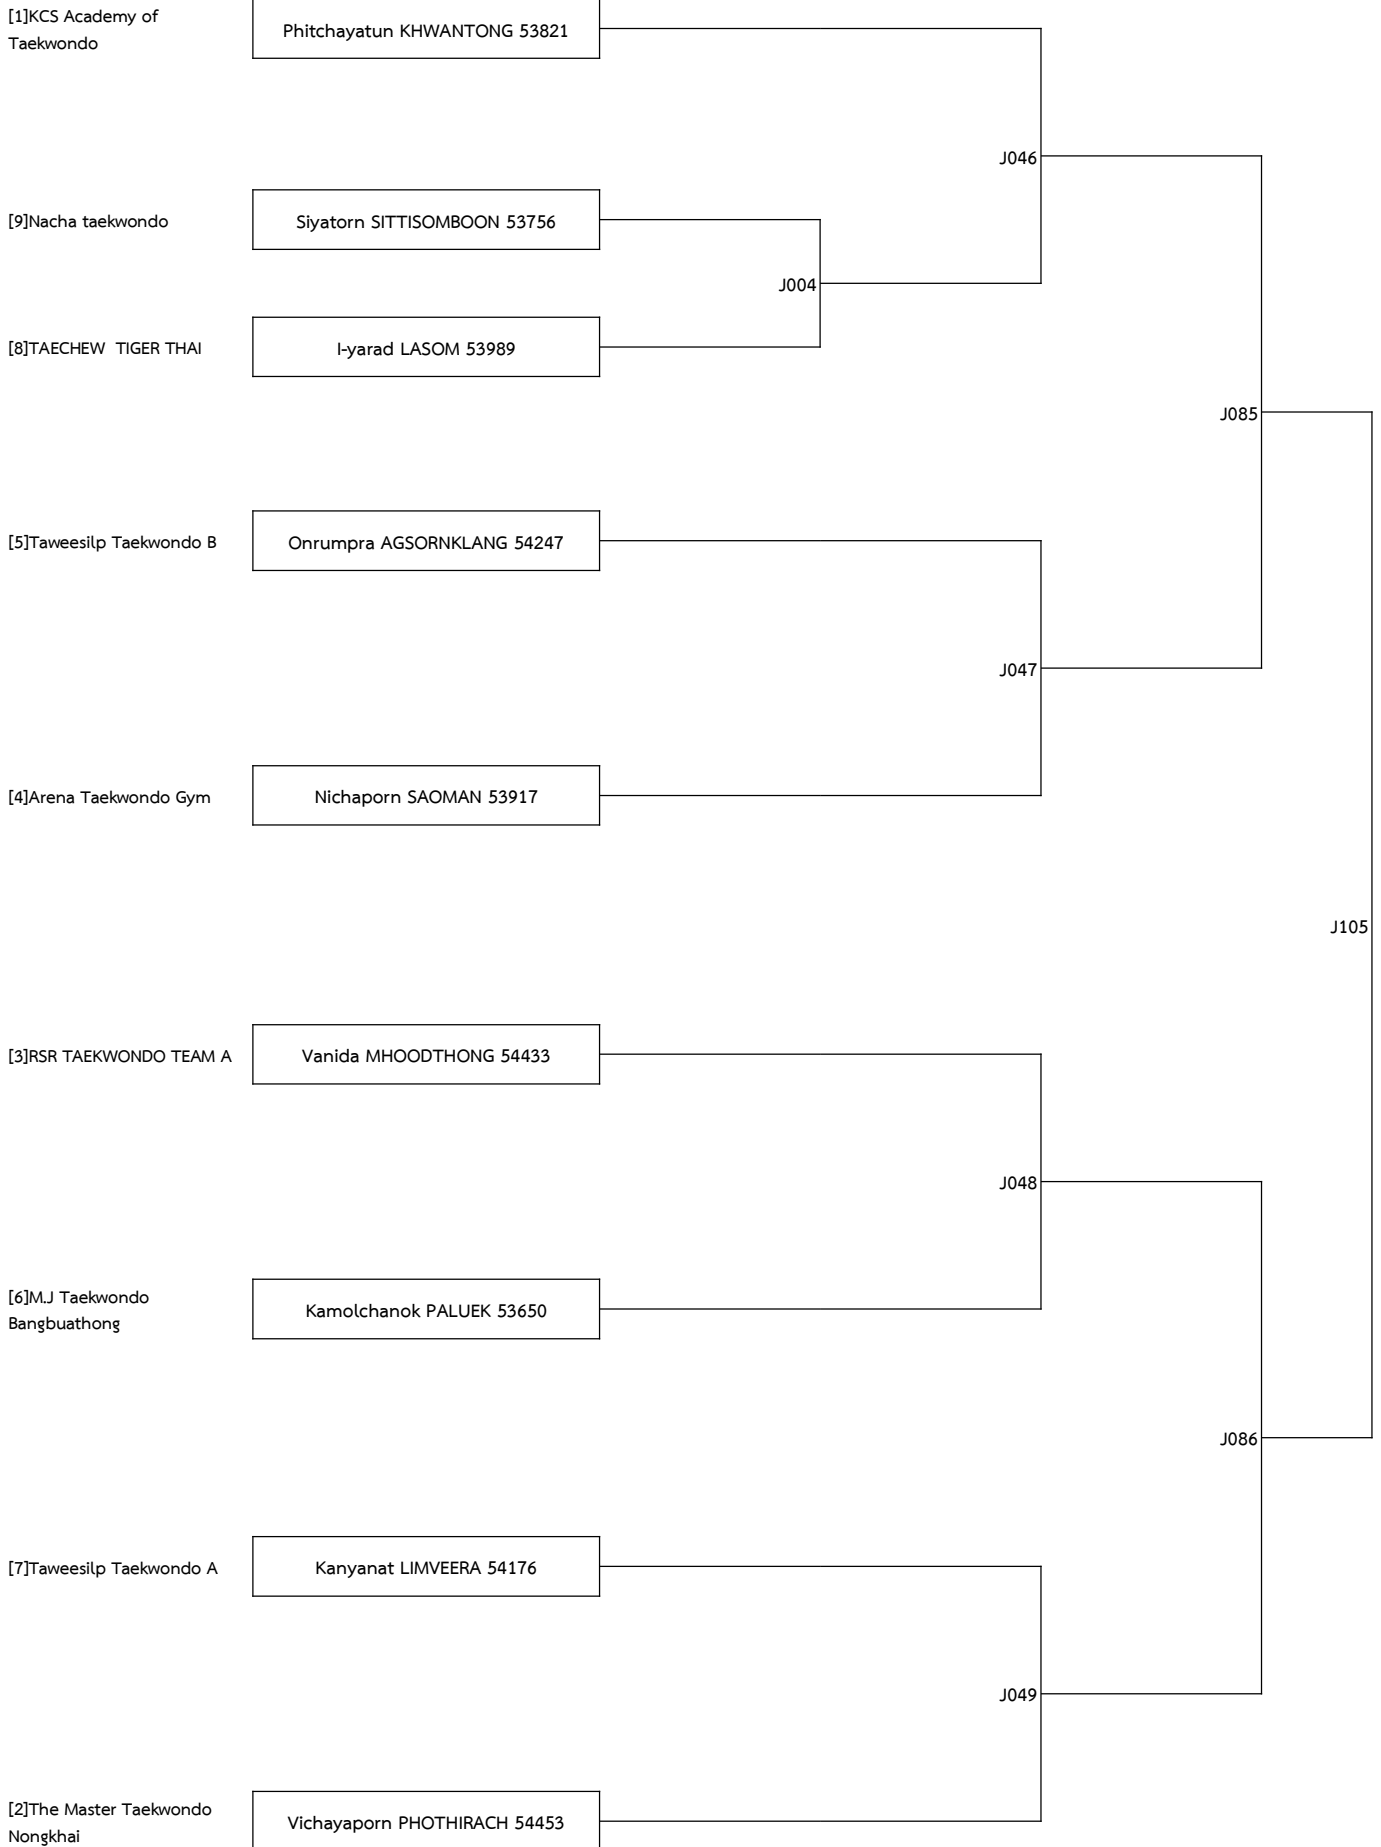 [1]KCS Academy of
Taekwondo
Phitchayatun KHWANTONG 53821
J046
[9]Nacha taekwondo
Siyatorn SITTISOMBOON 53756
J004
[8]TAECHEW  TIGER THAI
I-yarad LASOM 53989
J085
[5]Taweesilp Taekwondo B
Onrumpra AGSORNKLANG 54247
J047
[4]Arena Taekwondo Gym
Nichaporn SAOMAN 53917
J105
[3]RSR TAEKWONDO TEAM A
Vanida MHOODTHONG 54433
J048
[6]M.J Taekwondo
Bangbuathong
Kamolchanok PALUEK 53650
J086
[7]Taweesilp Taekwondo A
Kanyanat LIMVEERA 54176
J049
[2]The Master Taekwondo
Nongkhai
Vichayaporn PHOTHIRACH 54453